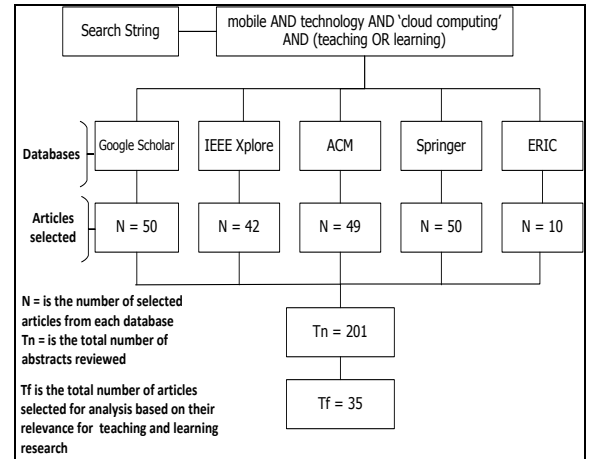 Search String
mobile AND technology AND ‘cloud computing’
AND (teaching OR learning)
Databases
Google Scholar
IEEE Xplore
ACM
Springer
ERIC
Articles
selected
N = 50
N = 42
N = 49
N = 50
N = 10
N = is the number of selected
articles from each database
Tn = is the total number of
abstracts reviewed
Tn = 201
Tf is the total number of articles
selected for analysis based on their
relevance for teaching and learning
research
Tf = 35